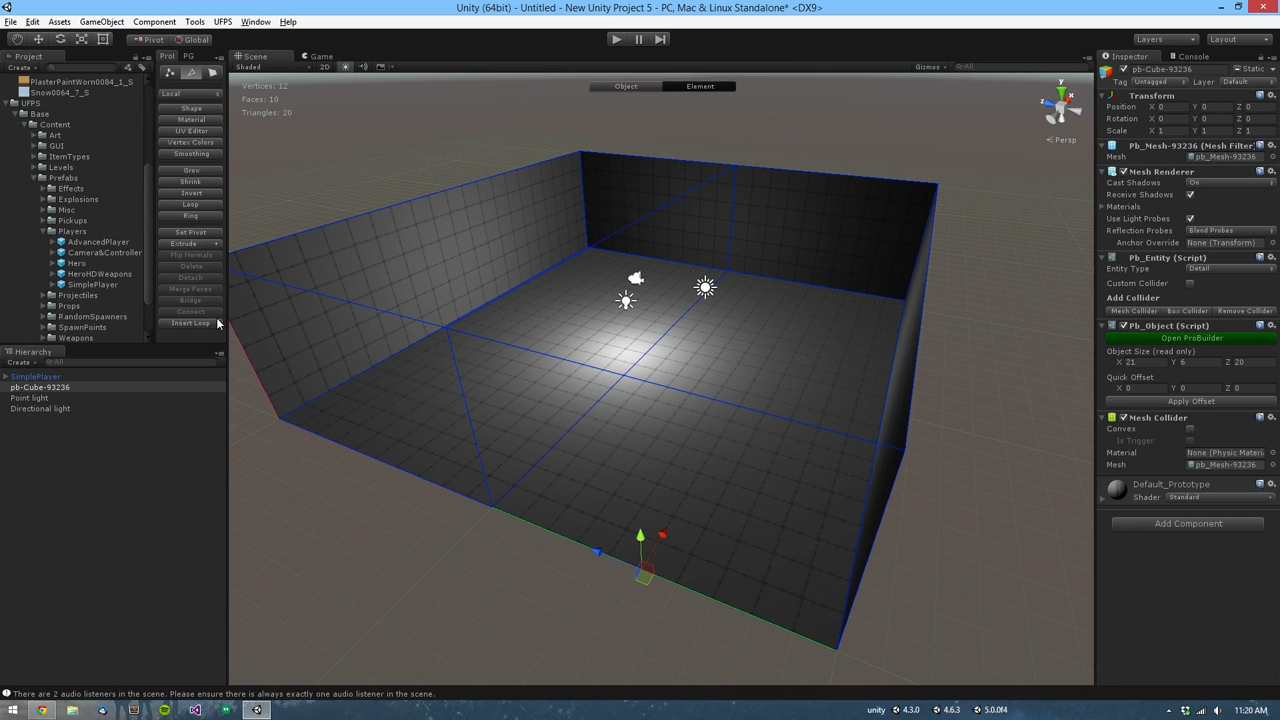 Unity (64bit) - Untitled - New Unity Project 5 - PC, Mac & Linux Standalone* <DX9>
File Edit Assets GameObject Component Tools UFPS Window Help
Pivot Global Layers Layout
Project Prol PG Scene Game Inspector Console
Create Shaded 2D Gizmos All
pb-Cube-93236 Static
Tag Untagged Layer Default
PlasterPaintWorn0084_1_S
Snow0064_7_S
UFPS
Base
Content
Art
GUI
ItemTypes
Levels
Prefabs
Effects
Explosions
Misc
Pickups
Players
AdvancedPlayer
Camera&Controller
Hero
HeroHDWeapons
SimplePlayer
Projectiles
Props
RandomSpawners
SpawnPoints
Weapons
Local
Shape
Material
UV Editor
Vertex Colors
Smoothing
Grow
Shrink
Invert
Loop
Ring
Set Pivot
Extrude +
Flip Normals
Delete
Detach
Merge Faces
Bridge
Connect
Insert Loop
Hierarchy
Create All
SimplePlayer
pb-Cube-93236
Point light
Directional light
Vertices: 12
Faces: 10
Triangles: 20
Object Element
y
x
z
Persp
Transform
Position X 0 Y 0 Z 0
Rotation X 0 Y 0 Z 0
Scale X 1 Y 1 Z 1
Pb_Mesh-93236 (Mesh Filter)
Mesh pb_Mesh-93236
Mesh Renderer
Cast Shadows On
Receive Shadows
Materials
Use Light Probes
Reflection Probes Blend Probes
Anchor Override None (Transform)
Pb_Entity (Script)
Entity Type Detail
Custom Collider
Add Collider
Mesh Collider Box Collider Remove Collider
Pb_Object (Script)
Open ProBuilder
Object Size (read only)
X 21 Y 6 Z 20
Quick Offset
X 0 Y 0 Z 0
Apply Offset
Mesh Collider
Convex
Is Trigger
Material None (Physic Materi
Mesh pb_Mesh-93236
Default_Prototype
Shader Standard
Add Component
There are 2 audio listeners in the scene. Please ensure there is always exactly one audio listener in the scene.
unity 4.3.0 4.6.3 5.0.0f4 11:20 AM